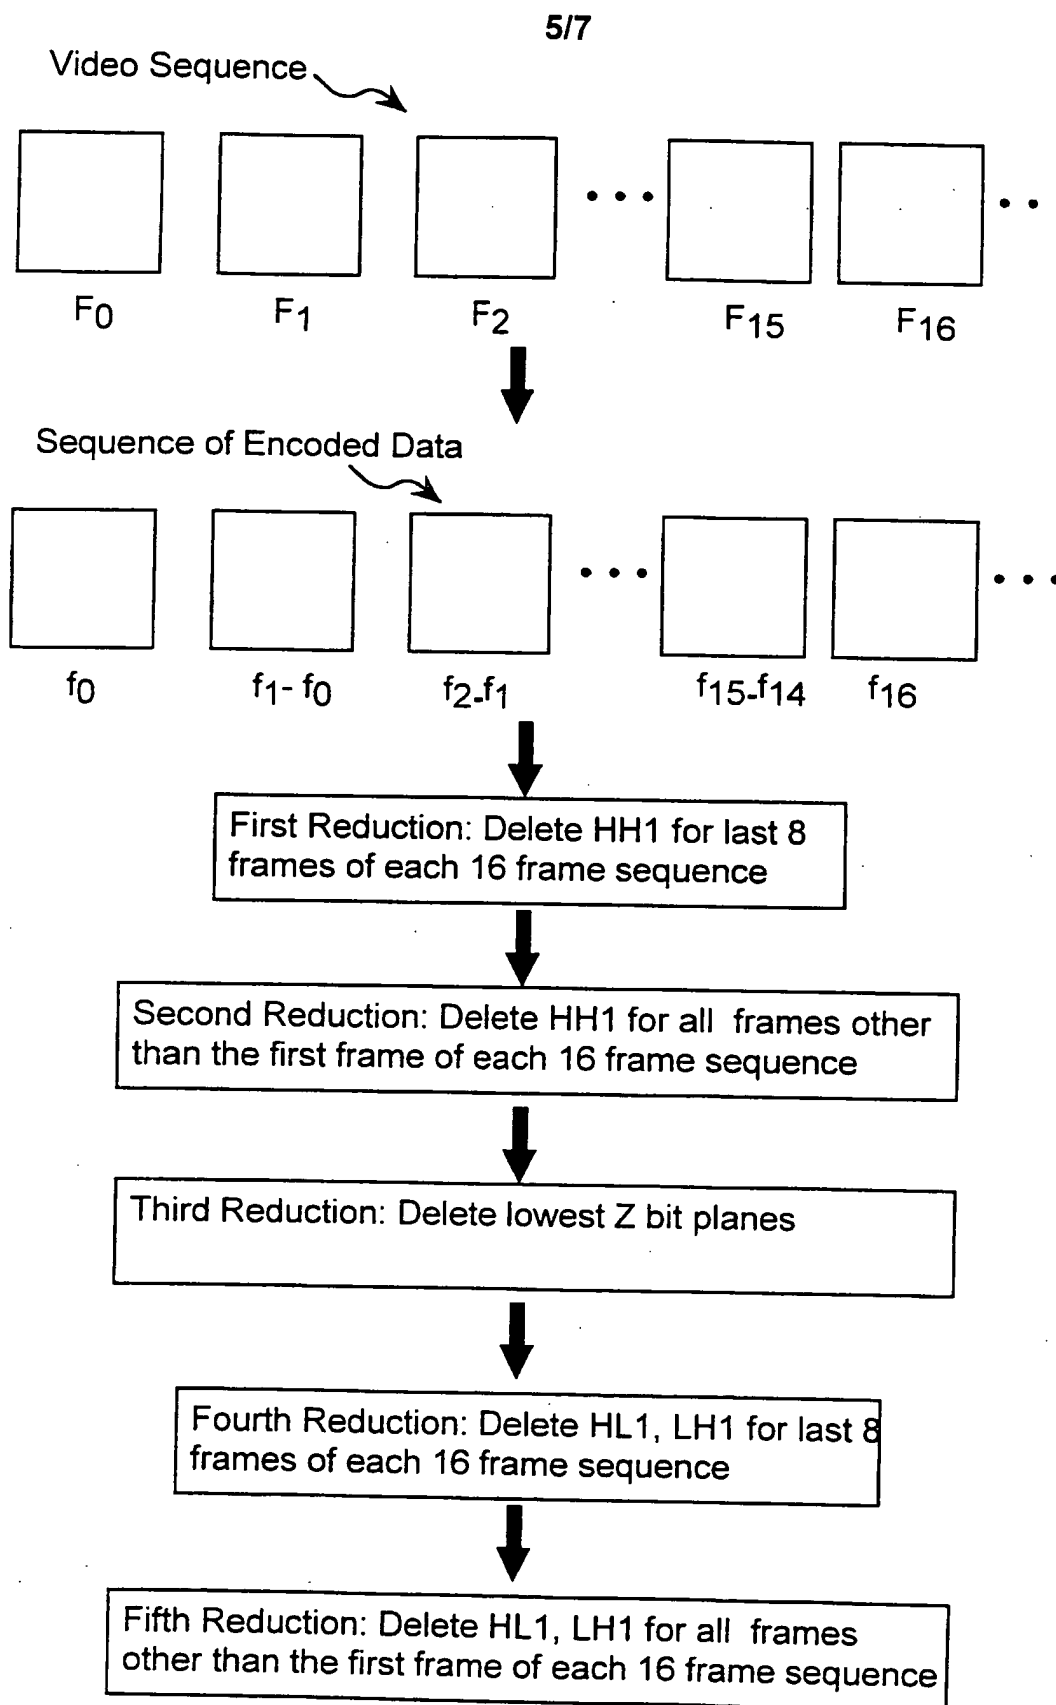 5/7
Video Sequence
F0 F1 F2 • • • F15 F16 • •
Sequence of Encoded Data
f0 f1- f0 f2-f1 • • • f15-f14 f16 • • •
First Reduction: Delete HH1 for last 8
frames of each 16 frame sequence
Second Reduction: Delete HH1 for all frames other
than the first frame of each 16 frame sequence
Third Reduction: Delete lowest Z bit planes
Fourth Reduction: Delete HL1, LH1 for last 8
frames of each 16 frame sequence
Fifth Reduction: Delete HL1, LH1 for all frames
other than the first frame of each 16 frame sequence